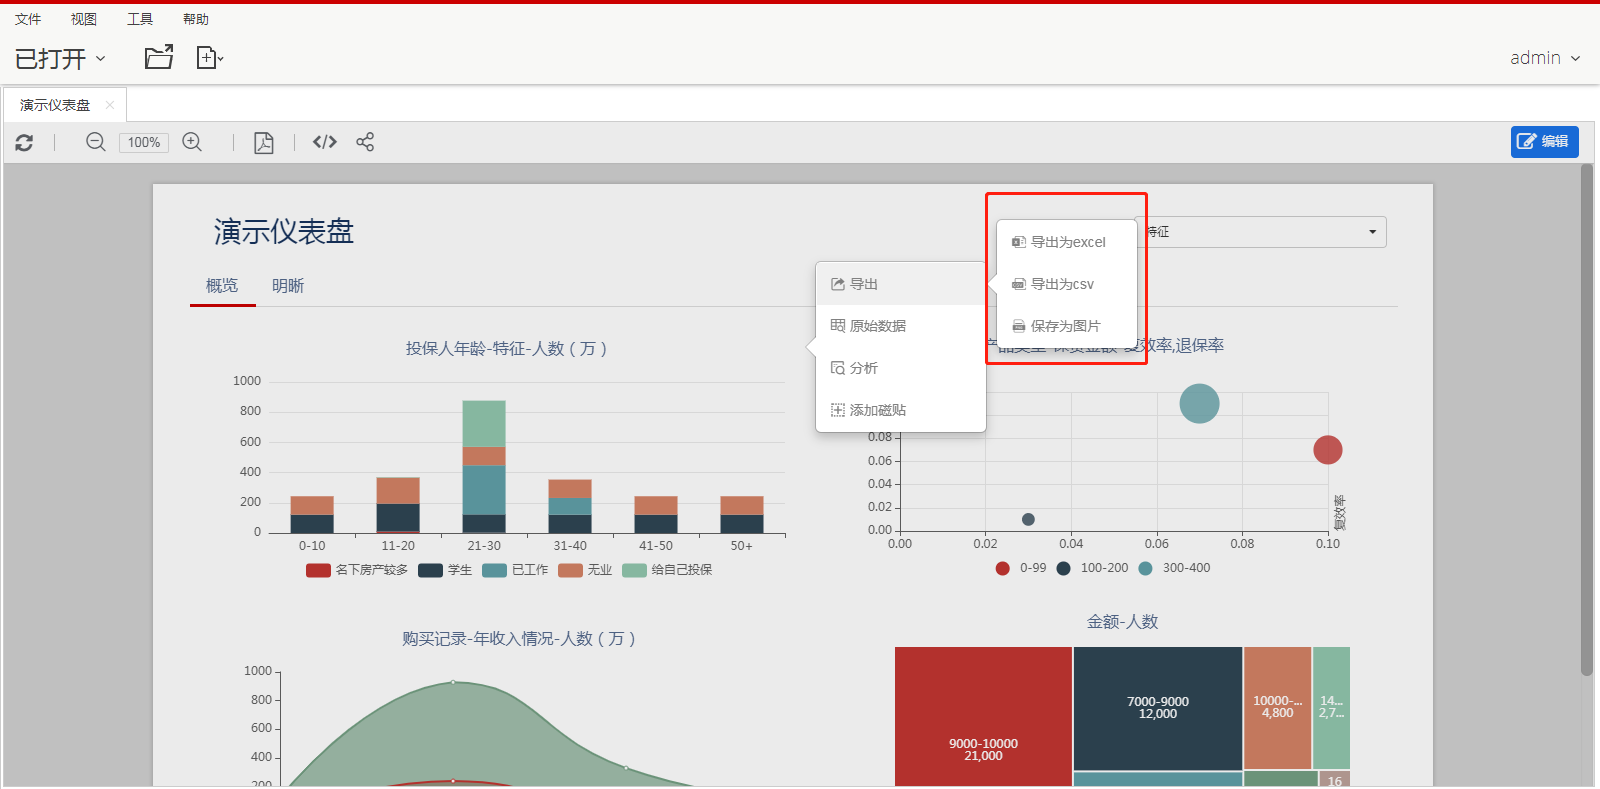 文件 视图 工具 帮助
已打开
admin
演示仪表盘
100%
编辑
演示仪表盘
特征
概览 明晰
导出
原始数据
分析
添加磁贴
导出为excel
导出为csv
保存为图片
投保人年龄-特征-人数（万）
1000
800
600
400
200
0
0-10 11-20 21-30 31-40 41-50 50+
名下房产较多 学生 已工作 无业 给自己投保
复效率,退保率
0.08
0.06
0.04
0.02
0.00
0.00 0.02 0.04 0.06 0.08 0.10
复效率
0-99 100-200 300-400
购买记录-年收入情况-人数（万）
1000
800
600
400
200
金额-人数
9000-10000
21,000
7000-9000
12,000
10000-...
4,800
14...
2,7...
16